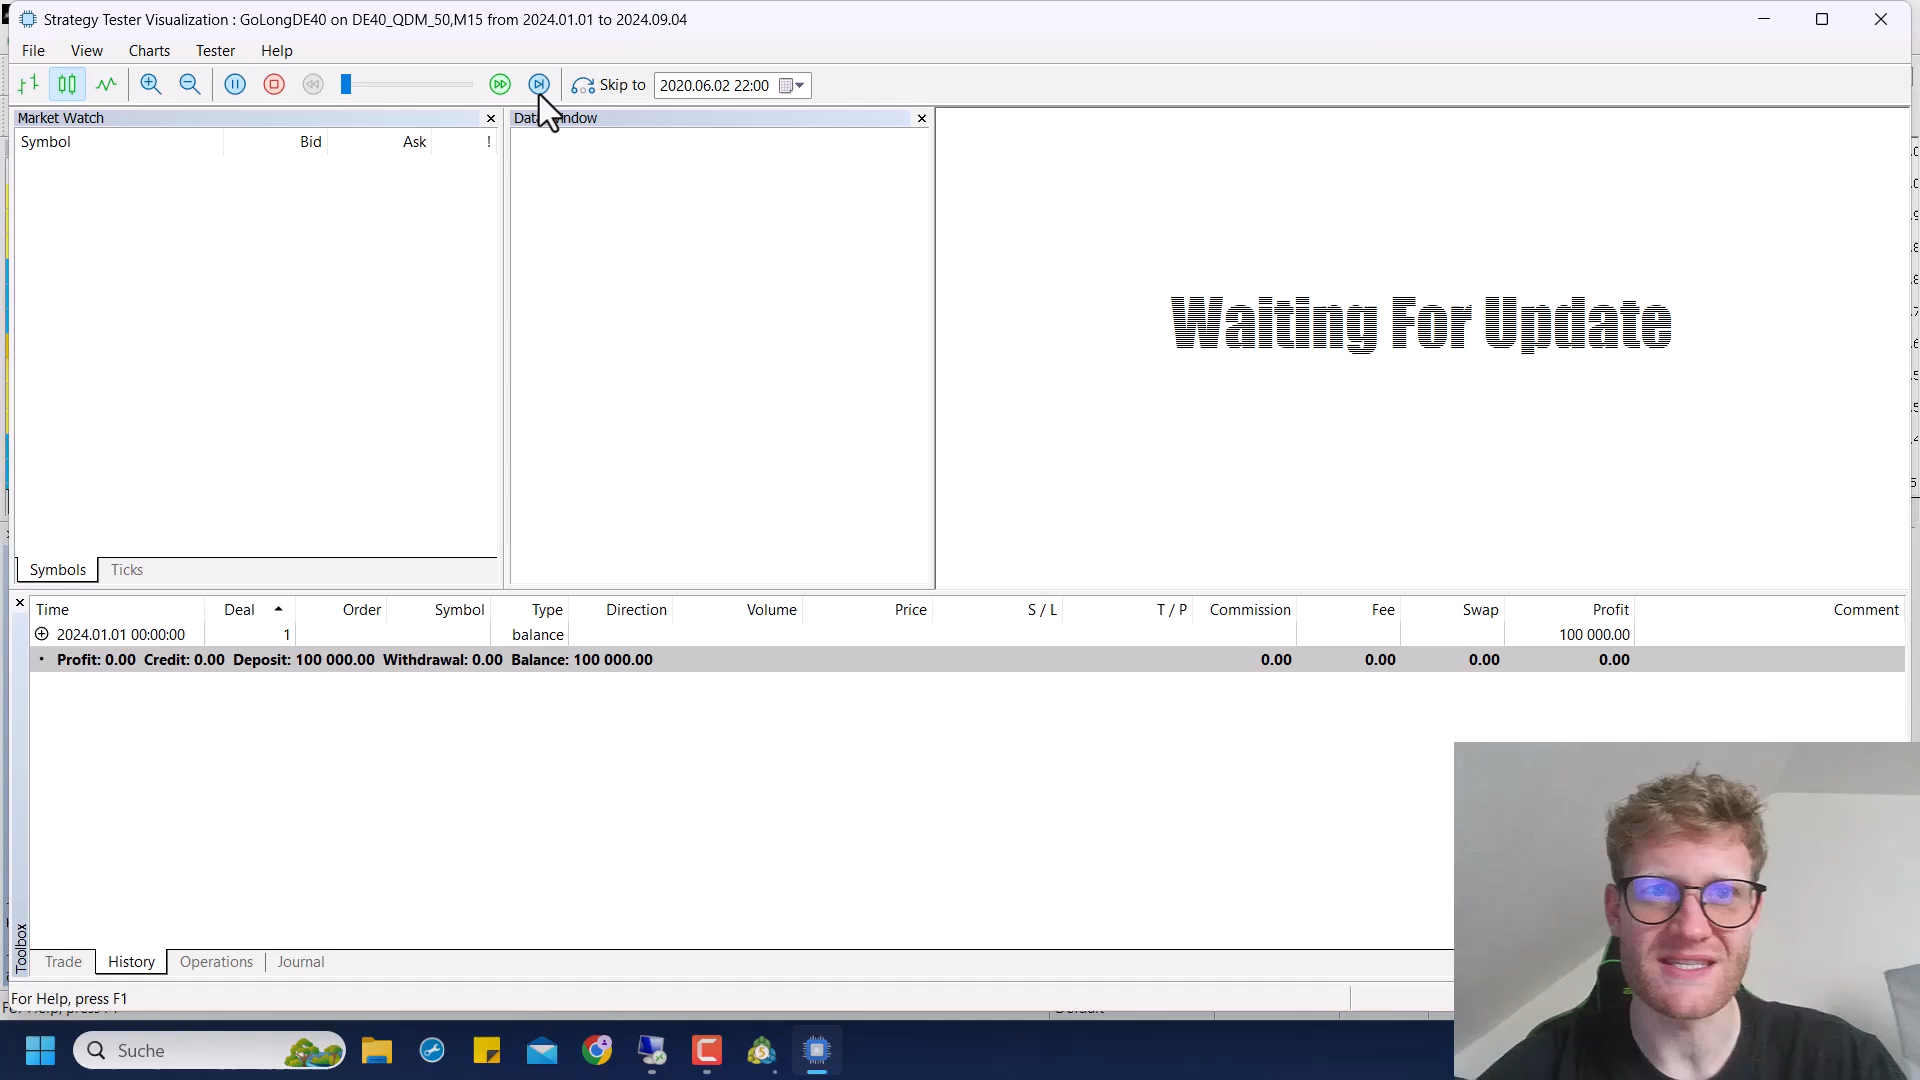 Strategy Tester Visualization : GoLongDE40 on DE40_QDM_50,M15 from 2024.01.01 to 2024.09.04
File View Charts Tester Help
Skip to 2020.06.02 22:00
Market Watch
Symbol Bid Ask !
Symbols Ticks
Waiting For Update
Time Deal Order Symbol Type Direction Volume Price S / L T / P Commission Fee Swap Profit Comment
2024.01.01 00:00:00 1 balance 100 000.00
Profit: 0.00 Credit: 0.00 Deposit: 100 000.00 Withdrawal: 0.00 Balance: 100 000.00 0.00 0.00 0.00 0.00
Toolbox
Trade History Operations Journal
For Help, press F1
Suche